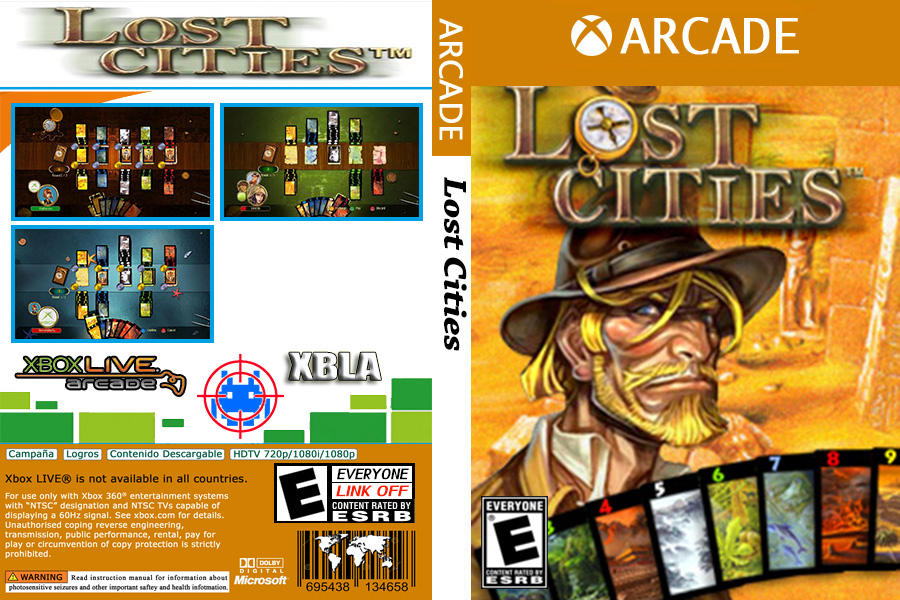 LOST
CITIES™
XBOX LIVE
arcade
XBLA
Campaña
Logros
Contenido Descargable
HDTV 720p/1080i/1080p
Xbox LIVE® is not available in all countries.
For use only with Xbox 360® entertainment systems
with “NTSC” designation and NTSC TVs capable of
displaying a 60Hz signal. See xbox.com for details.
Unauthorised coping reverse engineering,
transmission, public performance, rental, pay for
play or circumvention of copy protection is strictly
prohibited.
WARNING Read instruction manual for information about
photosensitive seizures and other important saftey and health infotmation.
DOLBY
DIGITAL
Microsoft
E
EVERYONE
LINK OFF
CONTENT RATED BY
ESRB
695438 134658
ARCADE
Lost Cities
ARCADE
LOST
CITIES™
3 4 5 6 7 8 9
EVERYONE
E
CONTENT RATED BY
ESRB